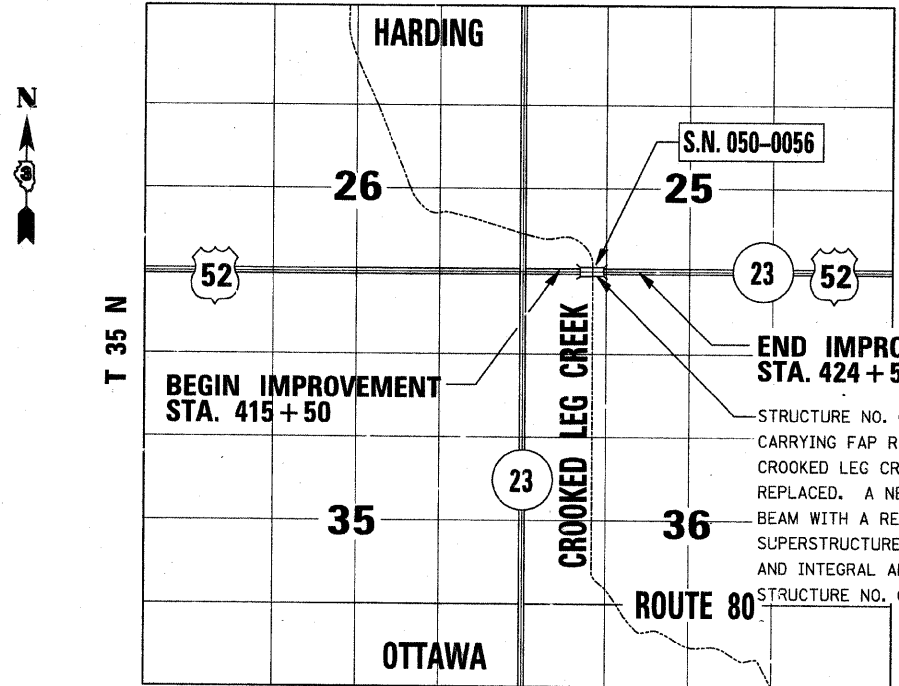 HARDING
N
S.N. 050-0056
3
26
25
52
23
52
T 35 N
BEGIN IMPROVEMENT
STA. 415+50
END IMPRO
STA. 424+5
CROOKED LEG CREEK
STRUCTURE NO.
CARRYING FAP R
CROOKED LEG CR
REPLACED. A NE
BEAM WITH A RE
SUPERSTRUCTURE
AND INTEGRAL A
STRUCTURE NO.
23
35
36
ROUTE 80
OTTAWA